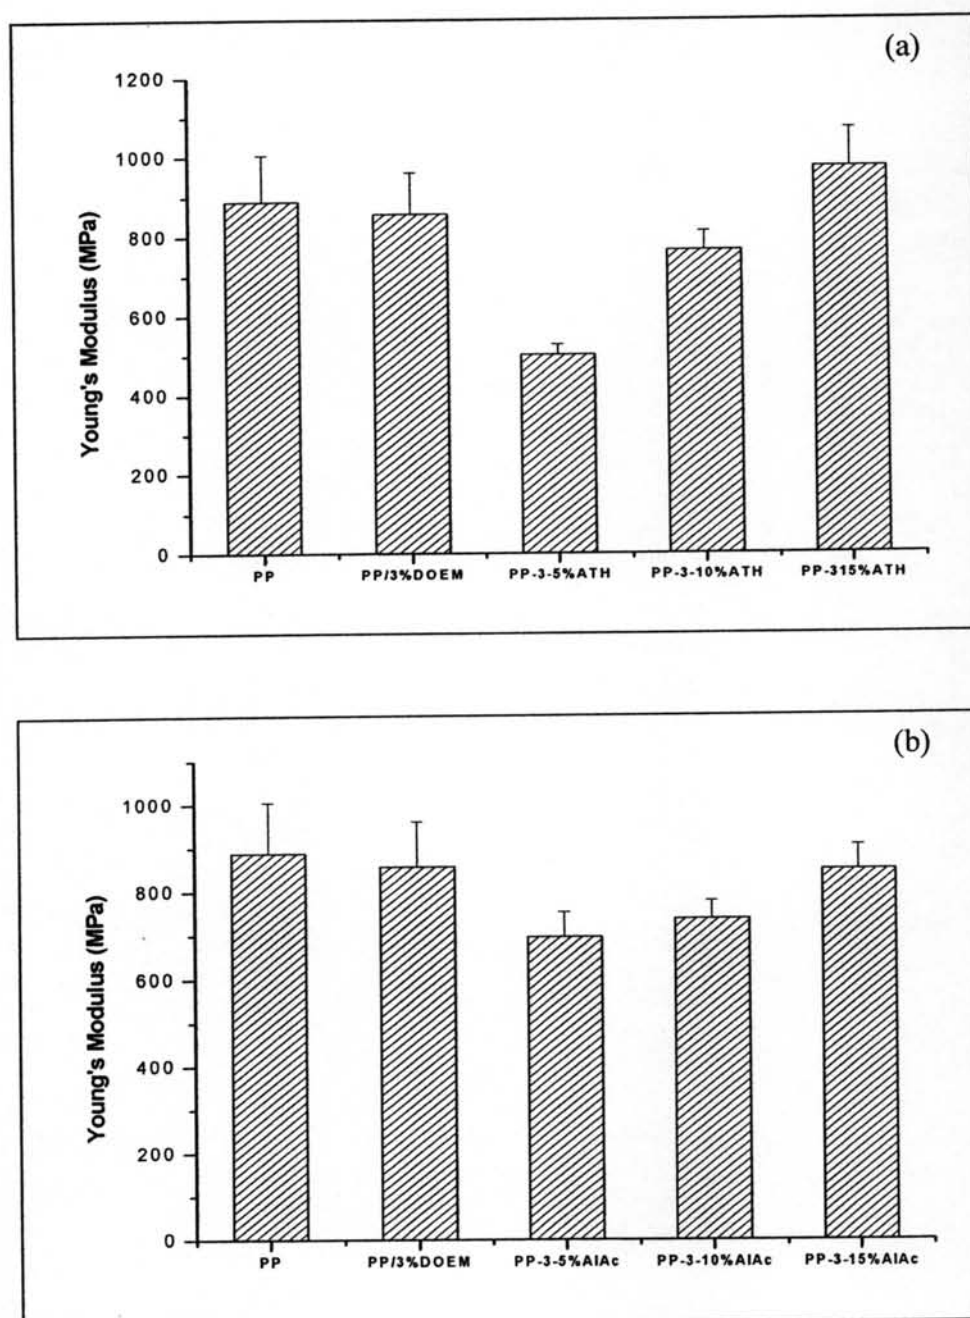 (a)
1200
1000
800
600
400
200
0
Young's Modulus (MPa)
PP PP/3%DOEM PP-3-5%ATH PP-3-10%ATH PP-315%ATH
(b)
1000
800
600
400
200
0
Young's Modulus (MPa)
PP PP/3%DOEM PP-3-5%AlAc PP-3-10%AlAc PP-3-15%AlAc